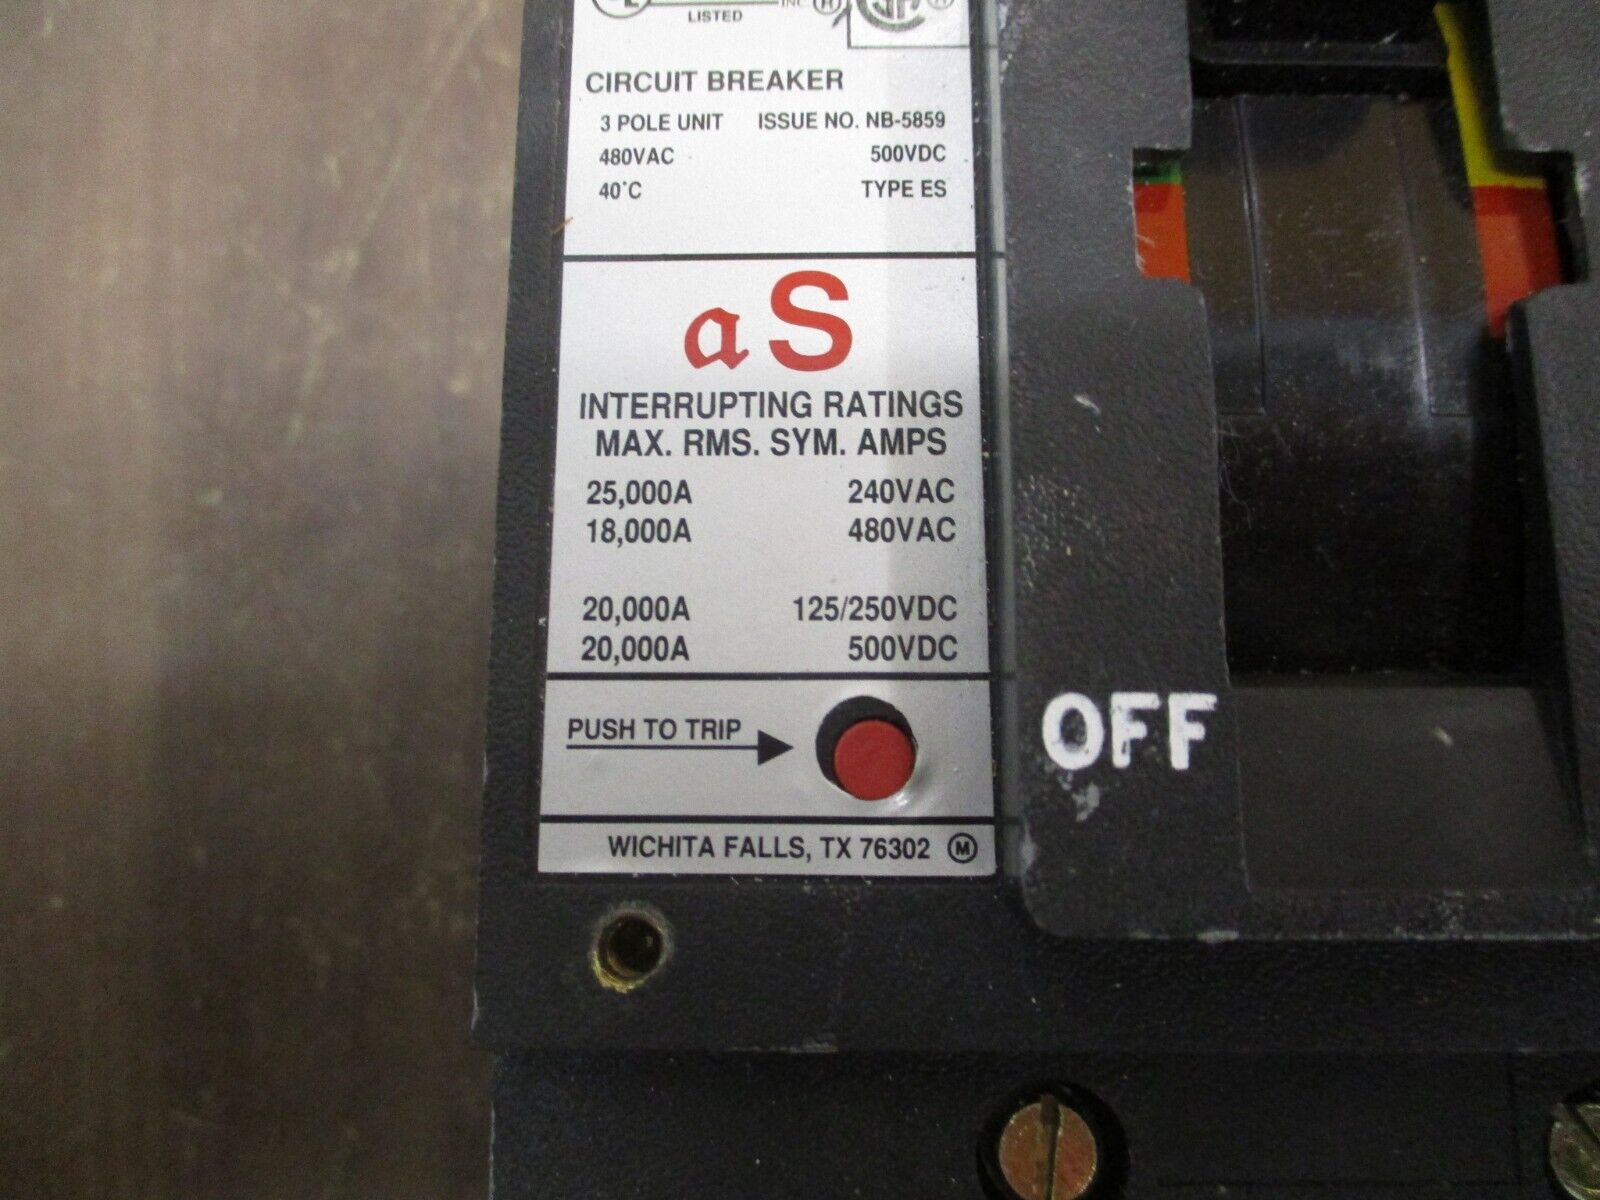 LISTED
INC.
CIRCUIT BREAKER
3 POLE UNIT ISSUE NO. NB-5859
480VAC 500VDC
40°C TYPE ES
aS
INTERRUPTING RATINGS
MAX. RMS. SYM. AMPS
25,000A 240VAC
18,000A 480VAC
20,000A 125/250VDC
20,000A 500VDC
PUSH TO TRIP
OFF
WICHITA FALLS, TX 76302 M